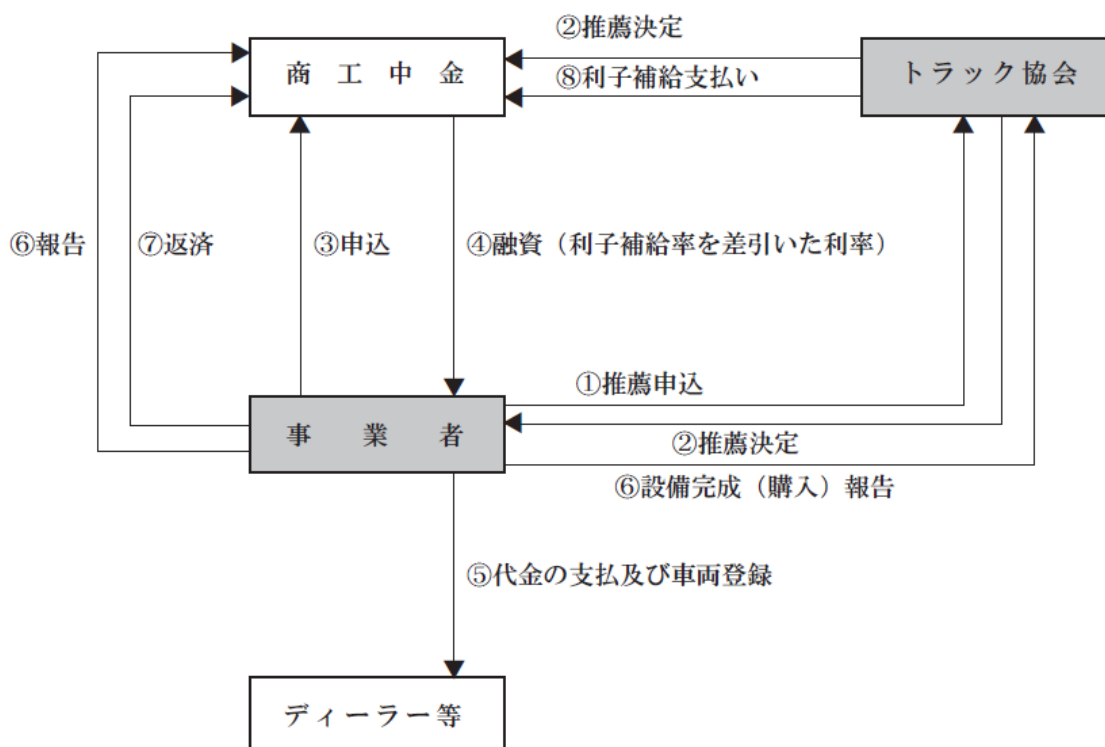 ②推薦決定
商工中金
⑧利子補給支払い
トラック協会
⑥報告
⑦返済
③申込
④融資（利子補給率を差引いた利率）
①推薦申込
事業者
②推薦決定
⑥設備完成（購入）報告
⑤代金の支払及び車両登録
ディーラー等